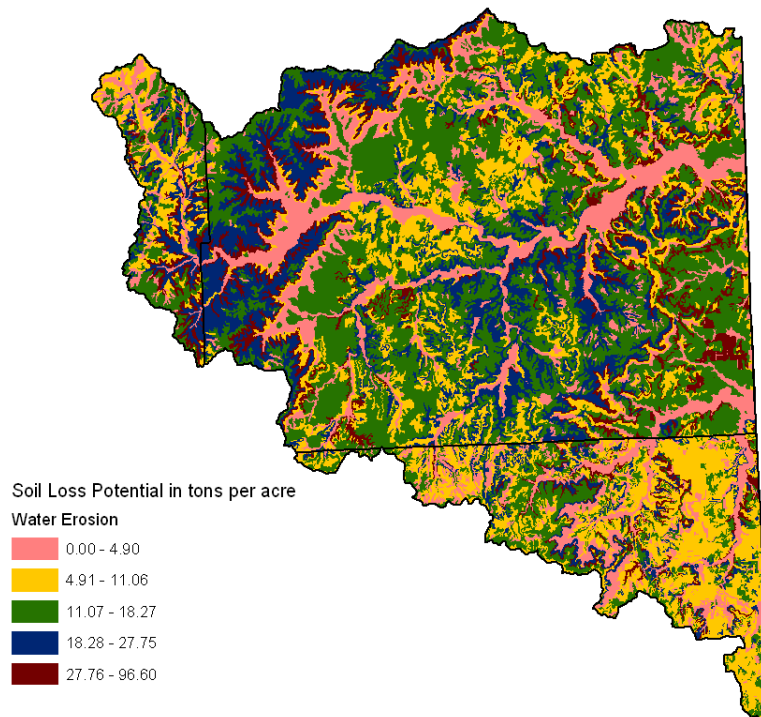 Soil Loss Potential in tons per acre
Water Erosion
0.00 - 4.90
4.91 - 11.06
11.07 - 18.27
18.28 - 27.75
27.76 - 96.60